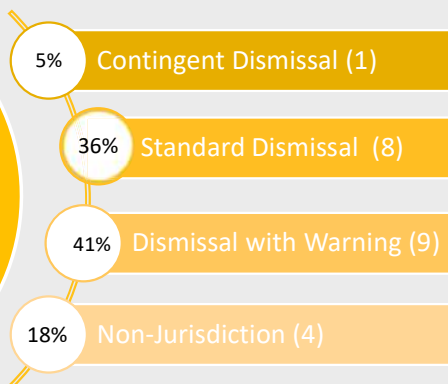 5% Contingent Dismissal (1)
36% Standard Dismissal (8)
41% Dismissal with Warning (9)
18% Non-Jurisdiction (4)